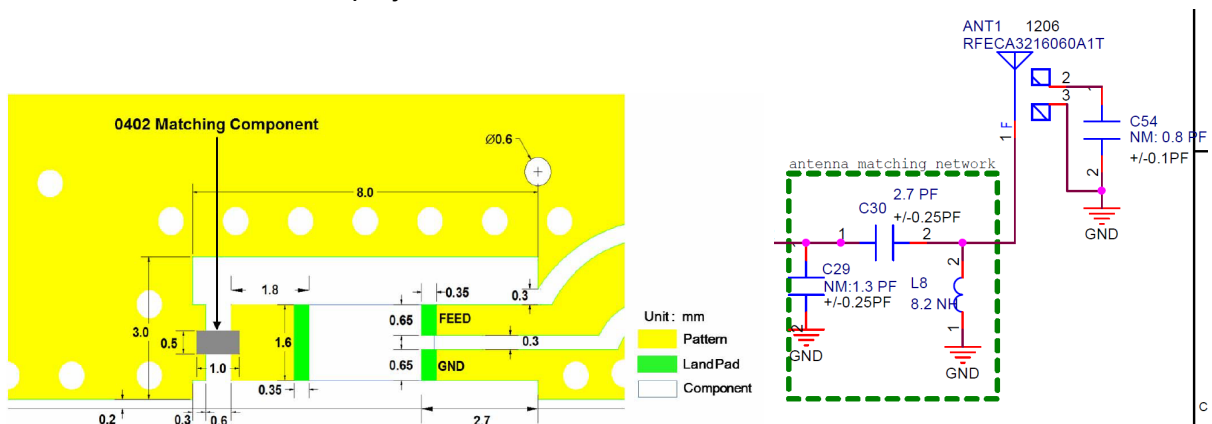 0402 Matching Component
Ø0.6
8.0
1.8
0.35
0.3
0.65
FEED
3.0
0.5
1.6
0.3
1.0
0.65
GND
0.35
0.2
0.3
0.6
2.7
Unit : mm
Pattern
Land Pad
Component
ANT1 1206
RFECA3216060A1T
2
3
1
C54
NM: 0.8 PF
+/-0.1PF
2
GND
1 F
antenna matching network
2.7 PF
C30
+/-0.25PF
1
2
C29
NM:1.3 PF
+/-0.25PF
2
GND
L8
8.2 NH
2
1
GND
C